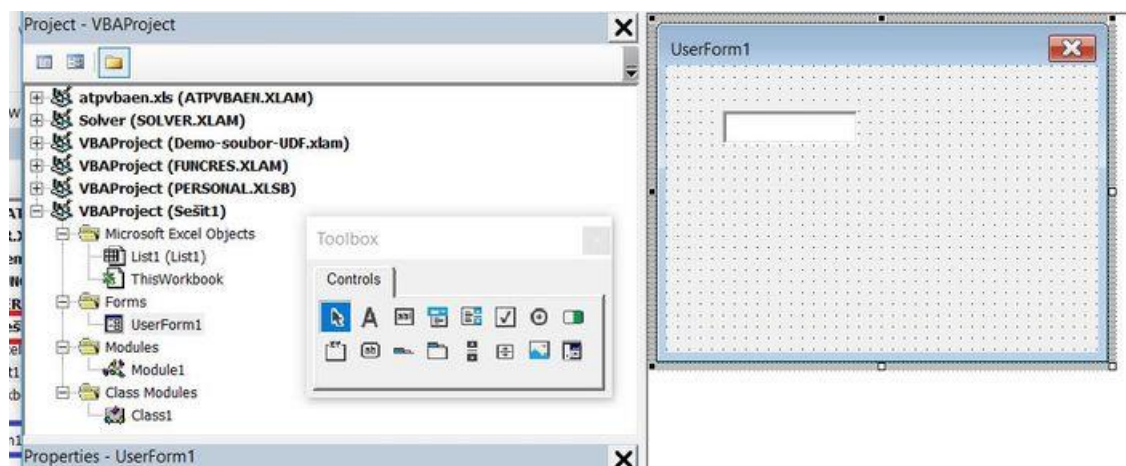 Project - VBAProject
atpvbaen.xls (ATPVBAEN.XLAM)
Solver (SOLVER.XLAM)
VBAProject (Demo-soubor-UDF.xlam)
VBAProject (FUNCRES.XLAM)
VBAProject (PERSONAL.XLSB)
VBAProject (Sešit1)
Microsoft Excel Objects
List1 (List1)
ThisWorkbook
Forms
UserForm1
Modules
Module1
Class Modules
Class1
Properties - UserForm1
Toolbox
Controls
UserForm1